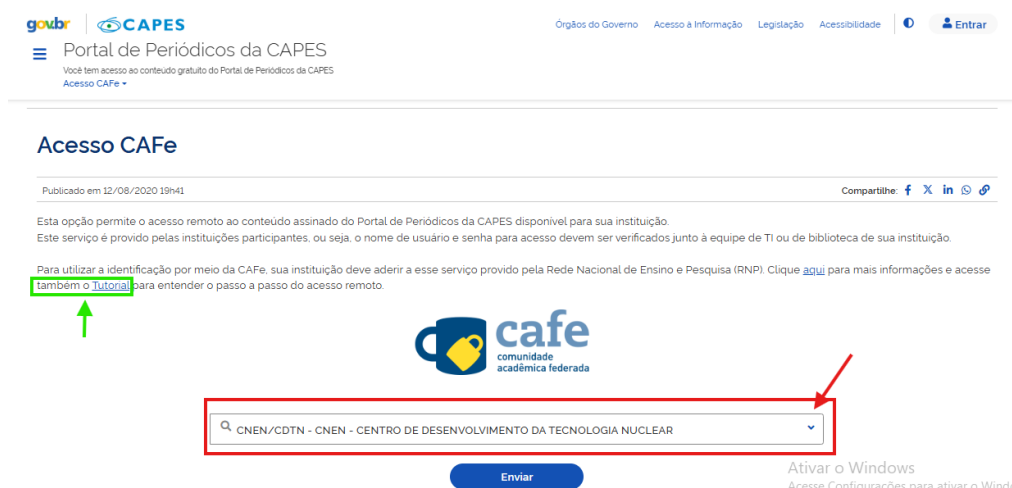 gov.br CAPES Órgãos do Governo Acesso à Informação Legislação Acessibilidade Entrar
Portal de Periódicos da CAPES
Você tem acesso ao conteúdo gratuito do Portal de Periódicos da CAPES
Acesso CAFe
Acesso CAFe
Publicado em 12/08/2020 19h41 Compartilhe:
Esta opção permite o acesso remoto ao conteúdo assinado do Portal de Periódicos da CAPES disponível para sua instituição.
Este serviço é provido pelas instituições participantes, ou seja, o nome de usuário e senha para acesso devem ser verificados junto à equipe de TI ou de biblioteca de sua instituição.
Para utilizar a identificação por meio da CAFe, sua instituição deve aderir a esse serviço provido pela Rede Nacional de Ensino e Pesquisa (RNP). Clique aqui para mais informações e acesse
também o Tutorial para entender o passo a passo do acesso remoto.
cafe
comunidade
acadêmica federada
CNEN/CDTN - CNEN - CENTRO DE DESENVOLVIMENTO DA TECNOLOGIA NUCLEAR
Enviar
Ativar o Windows
Acesse Configurações para ativar o Wind